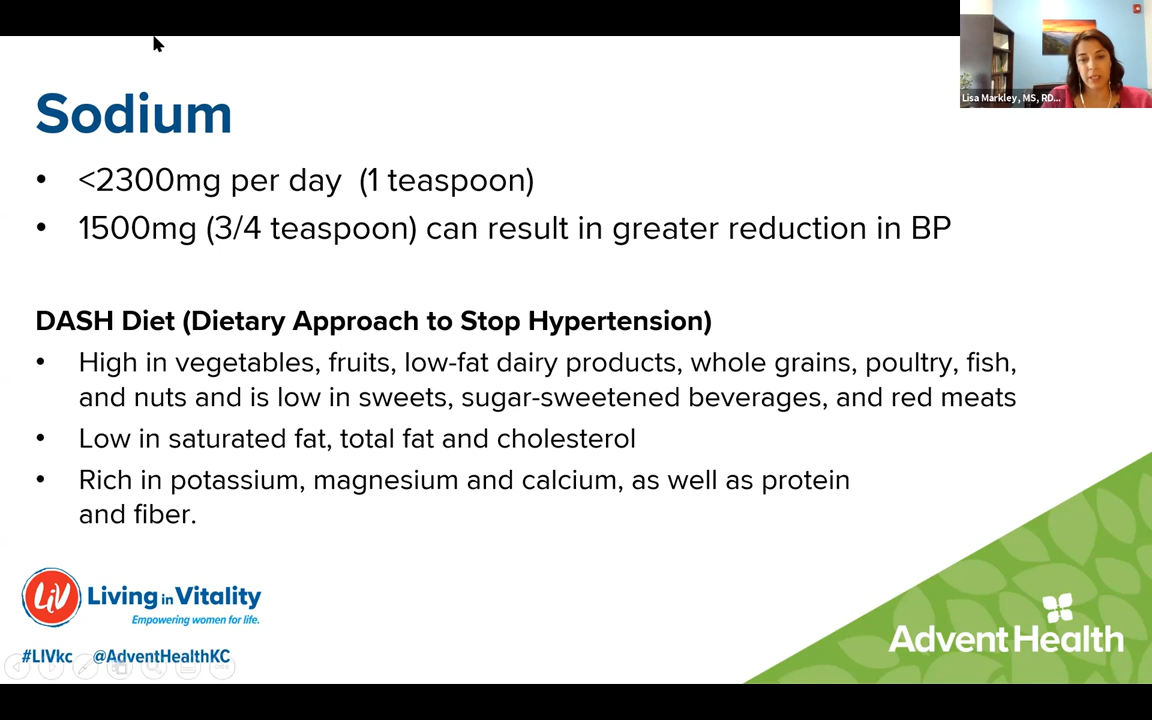 Lisa Markley, MS, RD...
Sodium
• <2300mg per day (1 teaspoon)
• 1500mg (3/4 teaspoon) can result in greater reduction in BP
DASH Diet (Dietary Approach to Stop Hypertension)
• High in vegetables, fruits, low-fat dairy products, whole grains, poultry, fish,
and nuts and is low in sweets, sugar-sweetened beverages, and red meats
• Low in saturated fat, total fat and cholesterol
• Rich in potassium, magnesium and calcium, as well as protein
and fiber.
LiV
Living in Vitality
Empowering women for life.
#LIVkc @AdventHealthKC
Advent Health